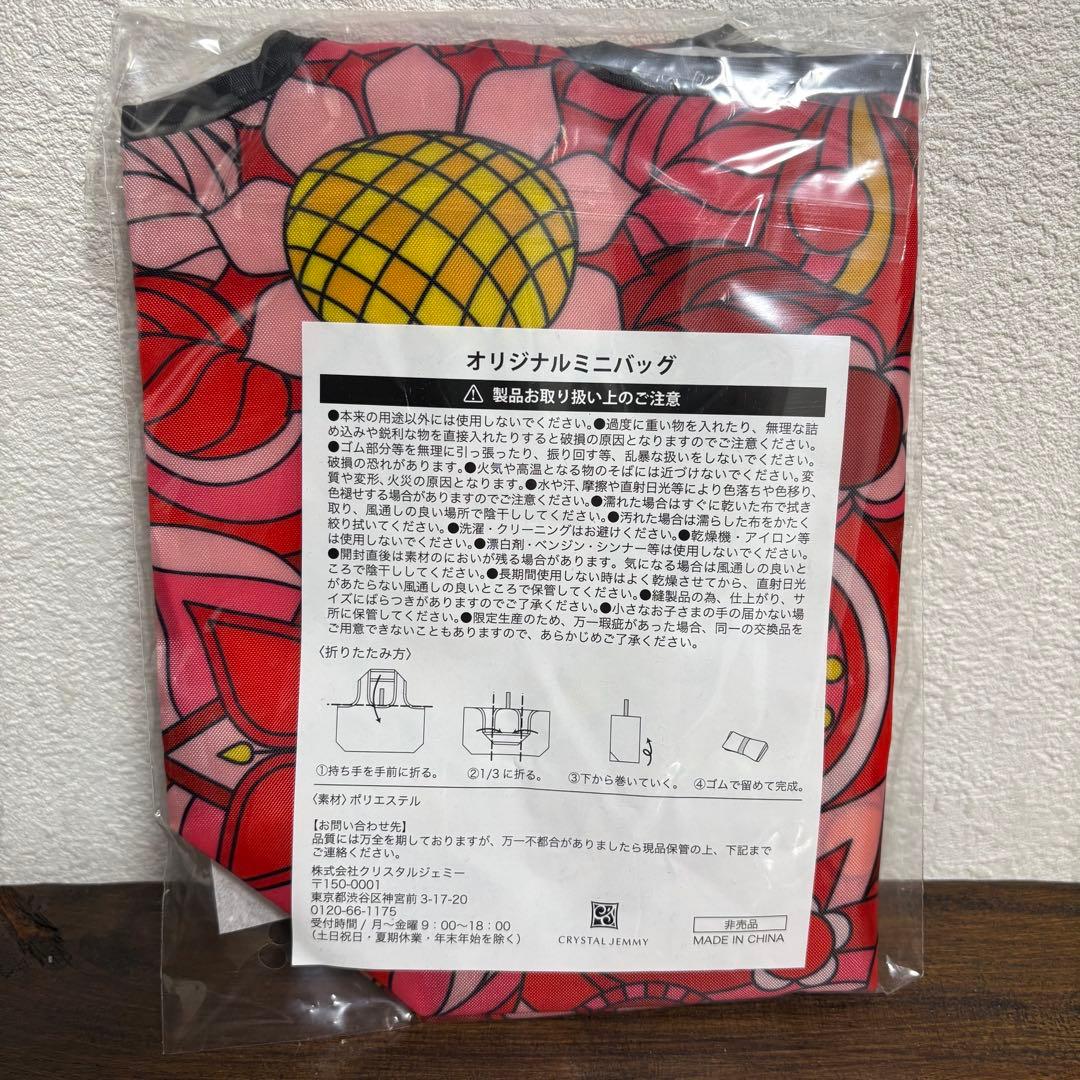 オリジナルミニバッグ
⚠ 製品お取り扱い上のご注意
●本来の用途以外には使用しないでください。●過度に重い物を入れたり、無理な詰
め込みや鋭利な物を直接入れたりすると破損の原因となりますのでご注意ください。
●ゴム部分等を無理に引っ張ったり、振り回す等、乱暴な扱いをしないでください。
破損の恐れがあります。●火気や高温となる物のそばには近づけないでください。変
質や変形、火災の原因となります。●水や汗、摩擦や直射日光等により色落ちや色移り、
色褪せする場合がありますのでご注意ください。●濡れた場合はすぐに乾いた布で拭き
取り、風通しの良い場所で陰干ししてください。●汚れた場合は濡らした布をかたく
絞り拭いてください。●洗濯・クリーニングはお避けください。●乾燥機・アイロン等
は使用しないでください。●漂白剤・ベンジン・シンナー等は使用しないでください。
●開封直後は素材のにおいが残る場合があります。気になる場合は風通しの良いとこ
ころで陰干ししてください。●長期間使用しない時はよく乾燥させてから、直射日光
があたらない風通しの良いところで保管してください。●縫製品の為、仕上がり、サ
イズにばらつきがありますのでご了承ください。●小さなお子さまの手の届かない場
所に保管してください。●限定生産のため、万一瑕疵があった場合、同一の交換品を
ご用意できないこともありますので、あらかじめご了承ください。
〈折りたたみ方〉
①持ち手を手前に折る。 ②1/3に折る。 ③下から巻いていく。 ④ゴムで留めて完成。
〈素材〉ポリエステル
【お問い合わせ先】
品質には万全を期しておりますが、万一不都合がありましたら現品保管の上、下記まで
ご連絡ください。
株式会社クリスタルジェミー
〒150-0001
東京都渋谷区神宮前3-17-20
0120-66-1175
受付時間 / 月〜金曜 9：00〜18：00
（土日祝日・夏期休業・年末年始を除く）
CRYSTAL JEMMY
非売品
MADE IN CHINA